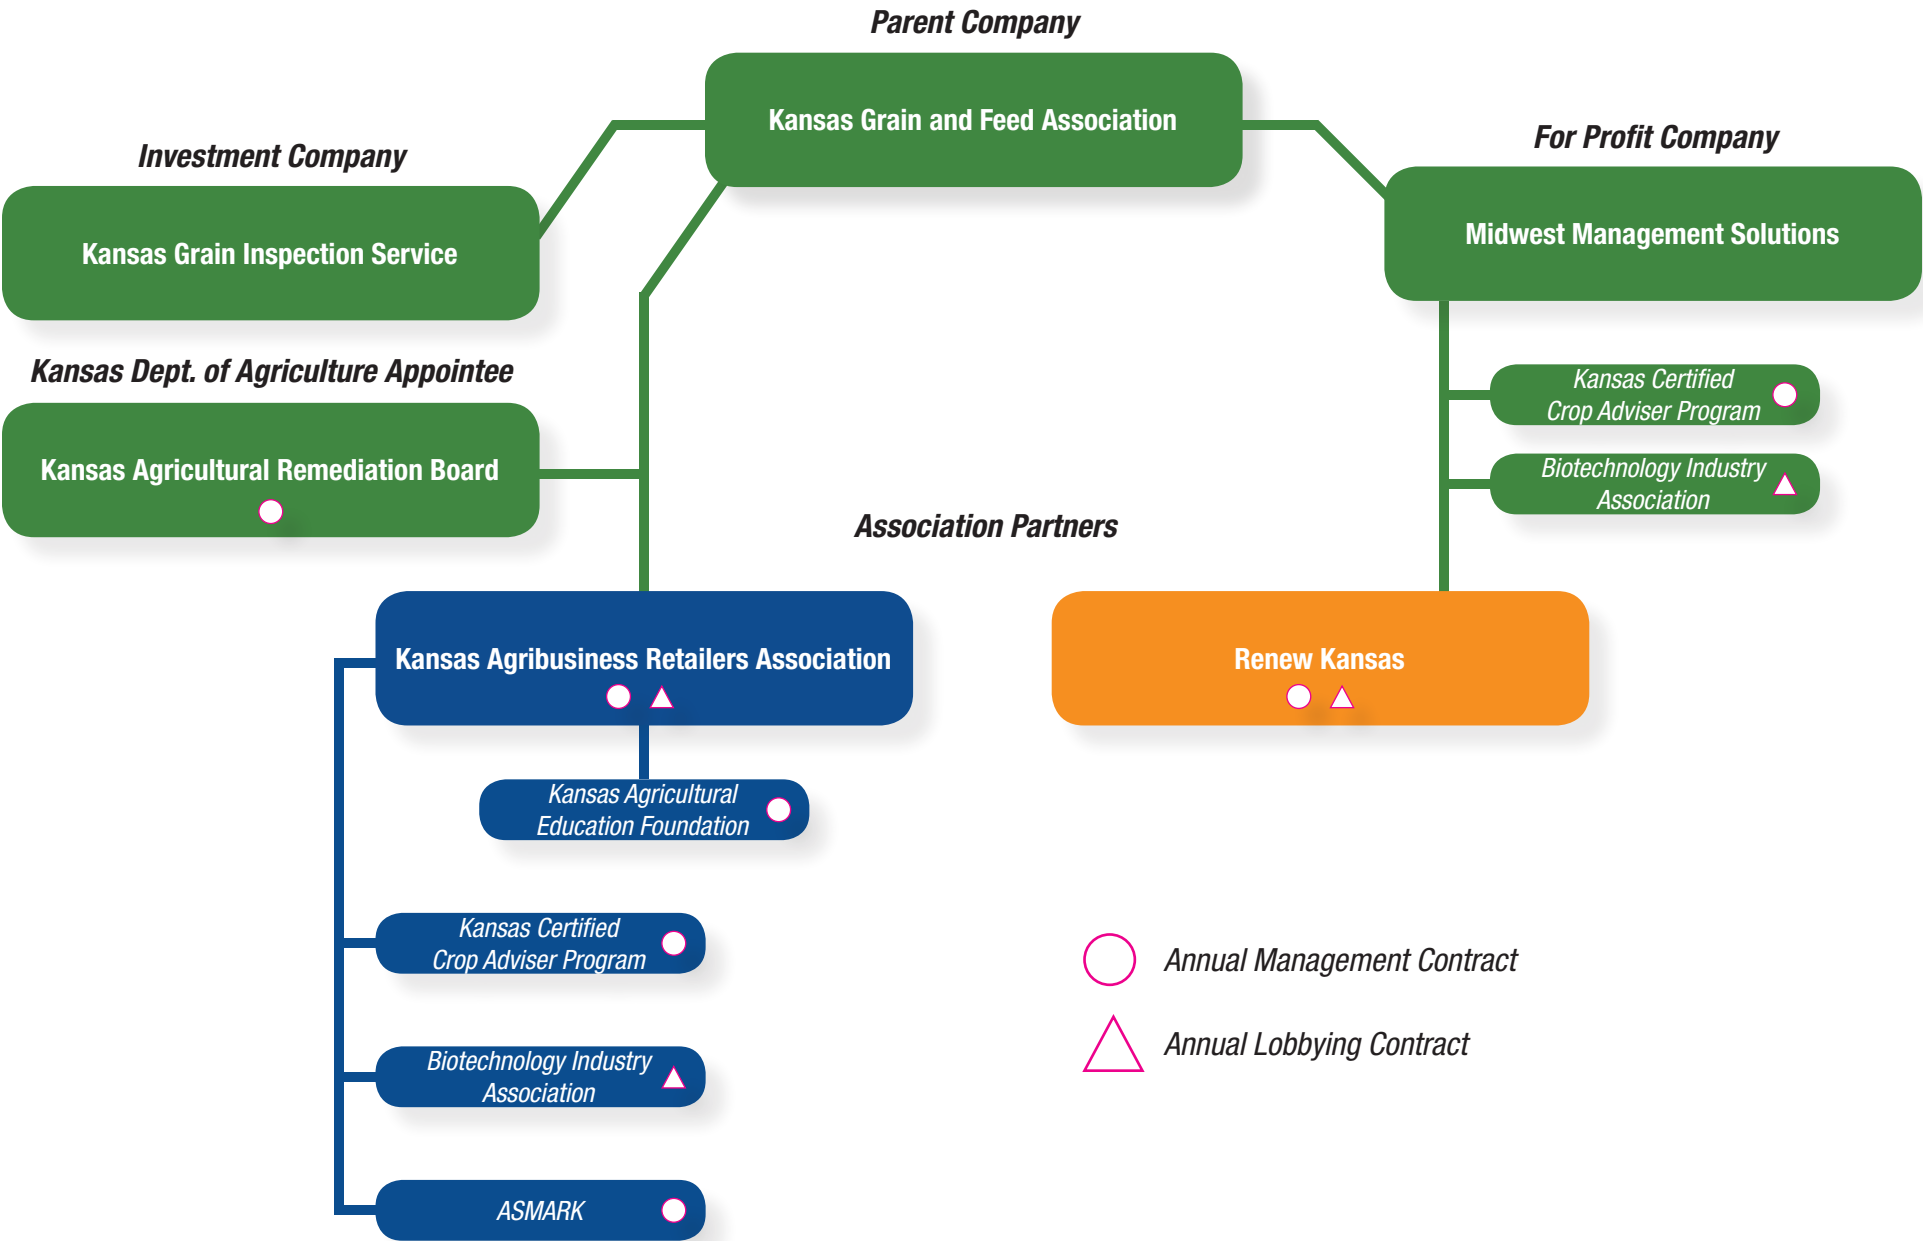 Parent Company
Kansas Grain and Feed Association
Investment Company
Kansas Grain Inspection Service
For Profit Company
Midwest Management Solutions
Kansas Dept. of Agriculture Appointee
Kansas Agricultural Remediation Board
Kansas Certified
Crop Adviser Program
Biotechnology Industry
Association
Association Partners
Kansas Agribusiness Retailers Association
Renew Kansas
Kansas Agricultural
Education Foundation
Kansas Certified
Crop Adviser Program
Biotechnology Industry
Association
ASMARK
Annual Management Contract
Annual Lobbying Contract